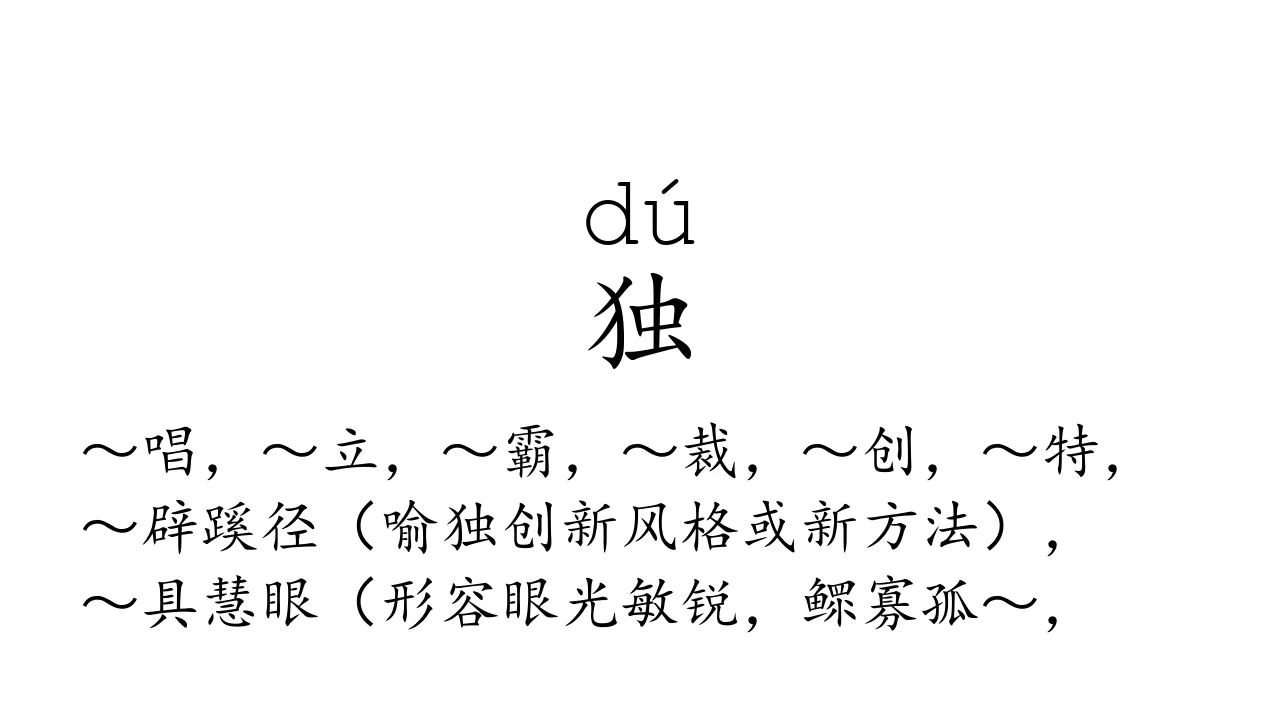 dú
独
～唱，～立，～霸，～裁，～创，～特，
～辟蹊径（喻独创新风格或新方法），
～具慧眼（形容眼光敏锐，鳏寡孤～，